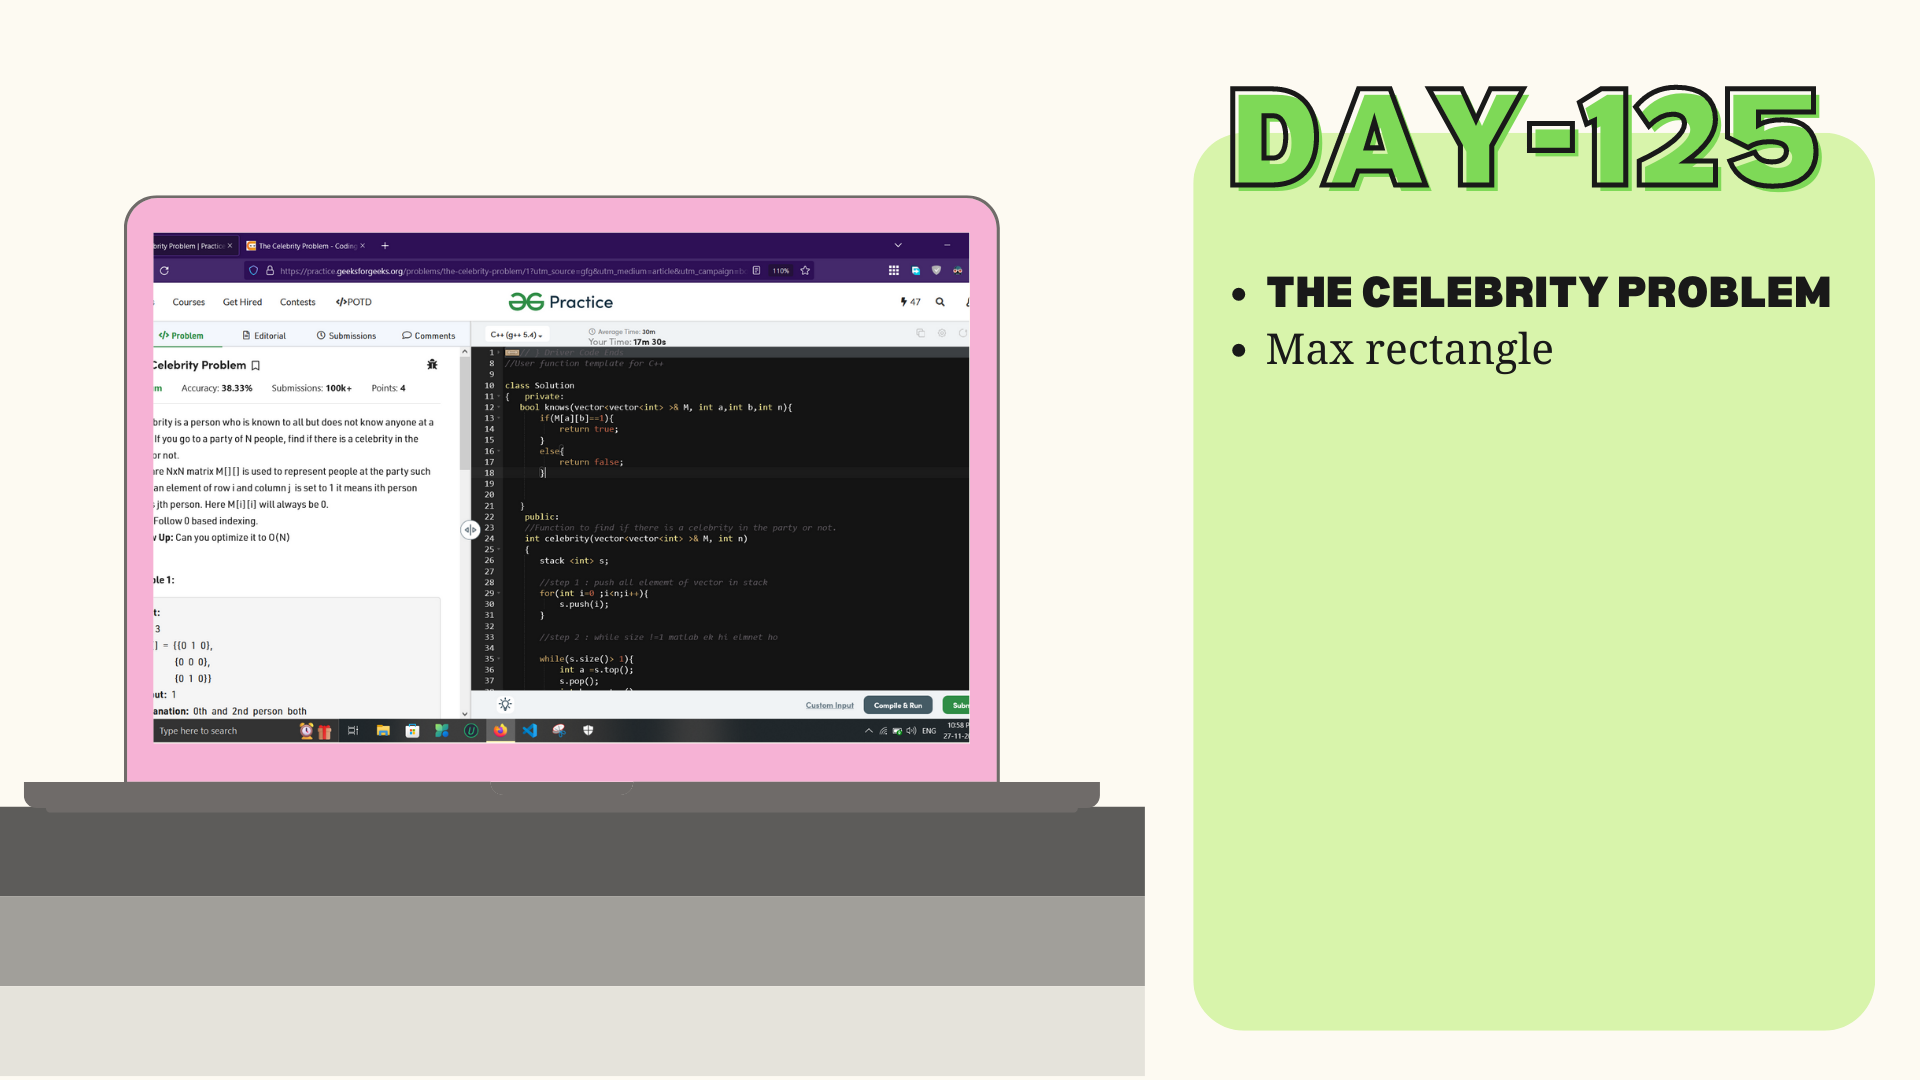 brity Problem | Practice
The Celebrity Problem - Coding
https://practice.geeksforgeeks.org/problems/the-celebrity-problem/1?utm_source=gfg&utm_medium=article&utm_campaign=b
110%
Courses Get Hired Contests </>POTD
Practice
47
</> Problem Editorial Submissions Comments
C++ (g++ 5.4)
Average Time: 30m
Your Time: 17m 30s
Celebrity Problem
m Accuracy: 38.33% Submissions: 100k+ Points: 4
brity is a person who is known to all but does not know anyone at a
If you go to a party of N people, find if there is a celebrity in the
or not.
re NxN matrix M[][] is used to represent people at the party such
an element of row i and column j is set to 1 it means ith person
s jth person. Here M[i][i] will always be 0.
Follow 0 based indexing.
w Up: Can you optimize it to O(N)
ple 1:
t:
3
] = {{0 1 0},
{0 0 0},
{0 1 0}}
ut: 1
anation: 0th and 2nd person both
1 // } Driver Code Ends
8 //User function template for C++
9
10 class Solution
11 { private:
12 bool knows(vector<vector<int> >& M, int a,int b,int n){
13 if(M[a][b]==1){
14 return true;
15 }
16 else{
17 return false;
18 }
19
20
21 }
22 public:
23 //Function to find if there is a celebrity in the party or not.
24 int celebrity(vector<vector<int> >& M, int n)
25 {
26 stack <int> s;
27
28 //step 1 : push all elememt of vector in stack
29 for(int i=0 ;i<n;i++){
30 s.push(i);
31 }
32
33 //step 2 : while size !=1 matlab ek hi elmnet ho
34
35 while(s.size()> 1){
36 int a =s.top();
37 s.pop();
Custom Input Compile & Run Subm
Type here to search
ENG
10:58 P
27-11-2
DAY-125
• THE CELEBRITY PROBLEM
• Max rectangle